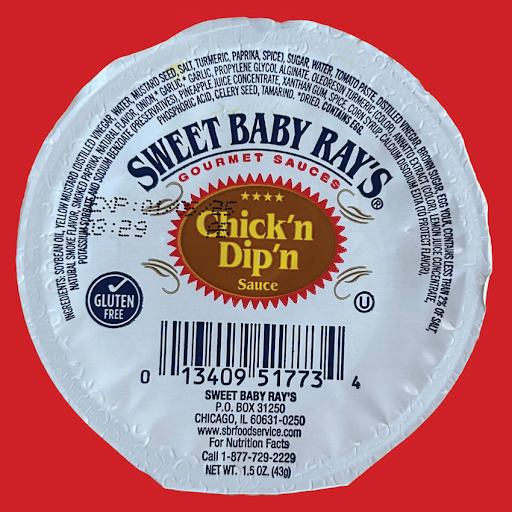 INGREDIENTS: SOYBEAN OIL, YELLOW MUSTARD (DISTILLED VINEGAR, WATER, MUSTARD SEED, SALT, TURMERIC, PAPRIKA, SPICE), SUGAR, WATER, TOMATO PASTE, DISTILLED VINEGAR, BROWN SUGAR, EGG YOLK, CONTAINS LESS THAN 2% OF SALT,
NATURAL SMOKE FLAVOR, SMOKED PAPRIKA, NATURAL FLAVOR, ONION,* GARLIC,* PROPYLENE GLYCOL ALGINATE, OLEORESIN TURMERIC (COLOR), ANNATTO EXTRACT (COLOR), LEMON JUICE CONCENTRATE,
POTASSIUM SORBATE AND SODIUM BENZOATE (PRESERVATIVES), PINEAPPLE JUICE CONCENTRATE, XANTHAN GUM, SPICE, CORN SYRUP, CALCIUM DISODIUM EDTA (TO PROTECT FLAVOR),
PHOSPHORIC ACID, CELERY SEED, TAMARIND. *DRIED. CONTAINS EGG.
SWEET BABY RAY'S®
GOURMET SAUCES
EXP
Chick'n
Dip'n
Sauce
GLUTEN
FREE
U
0 13409 51773 4
SWEET BABY RAY'S
P.O. BOX 31250
CHICAGO, IL 60631-0250
www.sbrfoodservice.com
For Nutrition Facts
Call 1-877-729-2229
NET WT. 1.5 OZ. (43g)